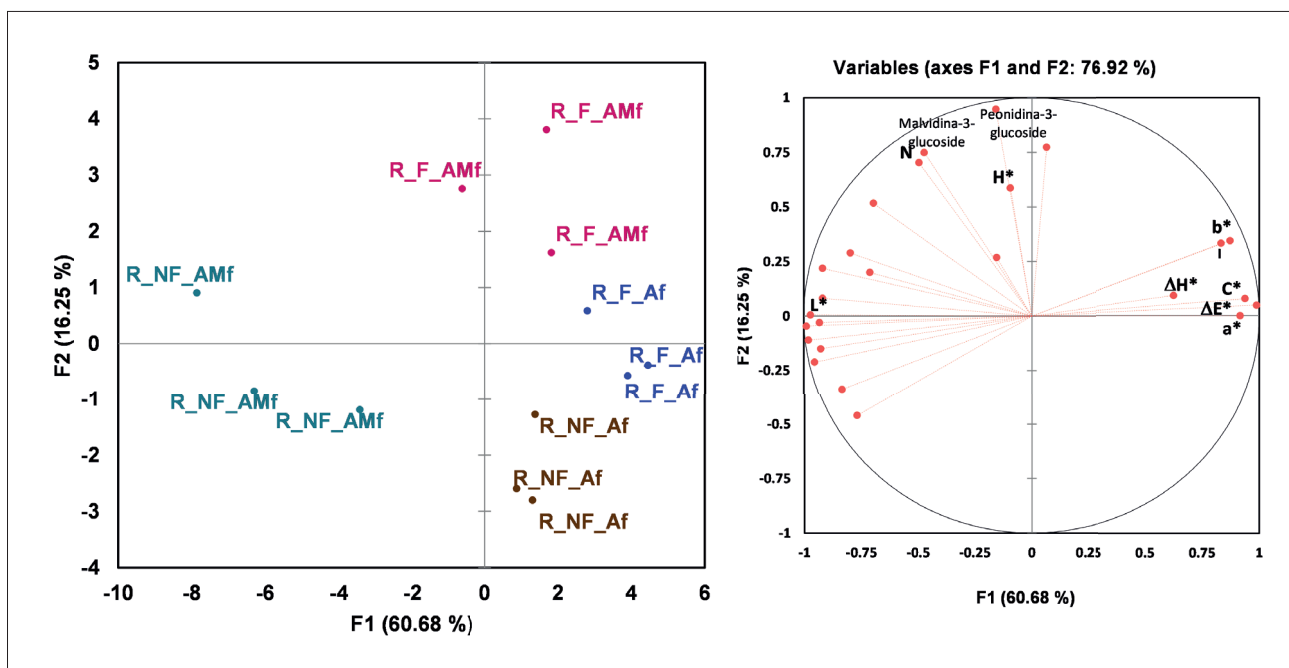 5
4
3
2
1
0
-1
-2
-3
-4
F2 (16.25 %)
R_F_AMf
R_F_AMf
R_F_AMf
R_NF_AMf
R_F_Af
R_F_Af
R_F_Af
R_NF_AMf
R_NF_AMf
R_NF_Af
R_NF_Af
R_NF_Af
-10 -8 -6 -4 -2 0 2 4 6
F1 (60.68 %)
Variables (axes F1 and F2: 76.92 %)
1
0.75
0.5
0.25
0
-0.25
-0.5
-0.75
-1
F2 (16.25 %)
Malvidina-3-
glucoside
Peonidina-3-
glucoside
N
H*
b*
I
ΔH*
C*
ΔE*
a*
L*
-1 -0.75 -0.5 -0.25 0 0.25 0.5 0.75 1
F1 (60.68 %)